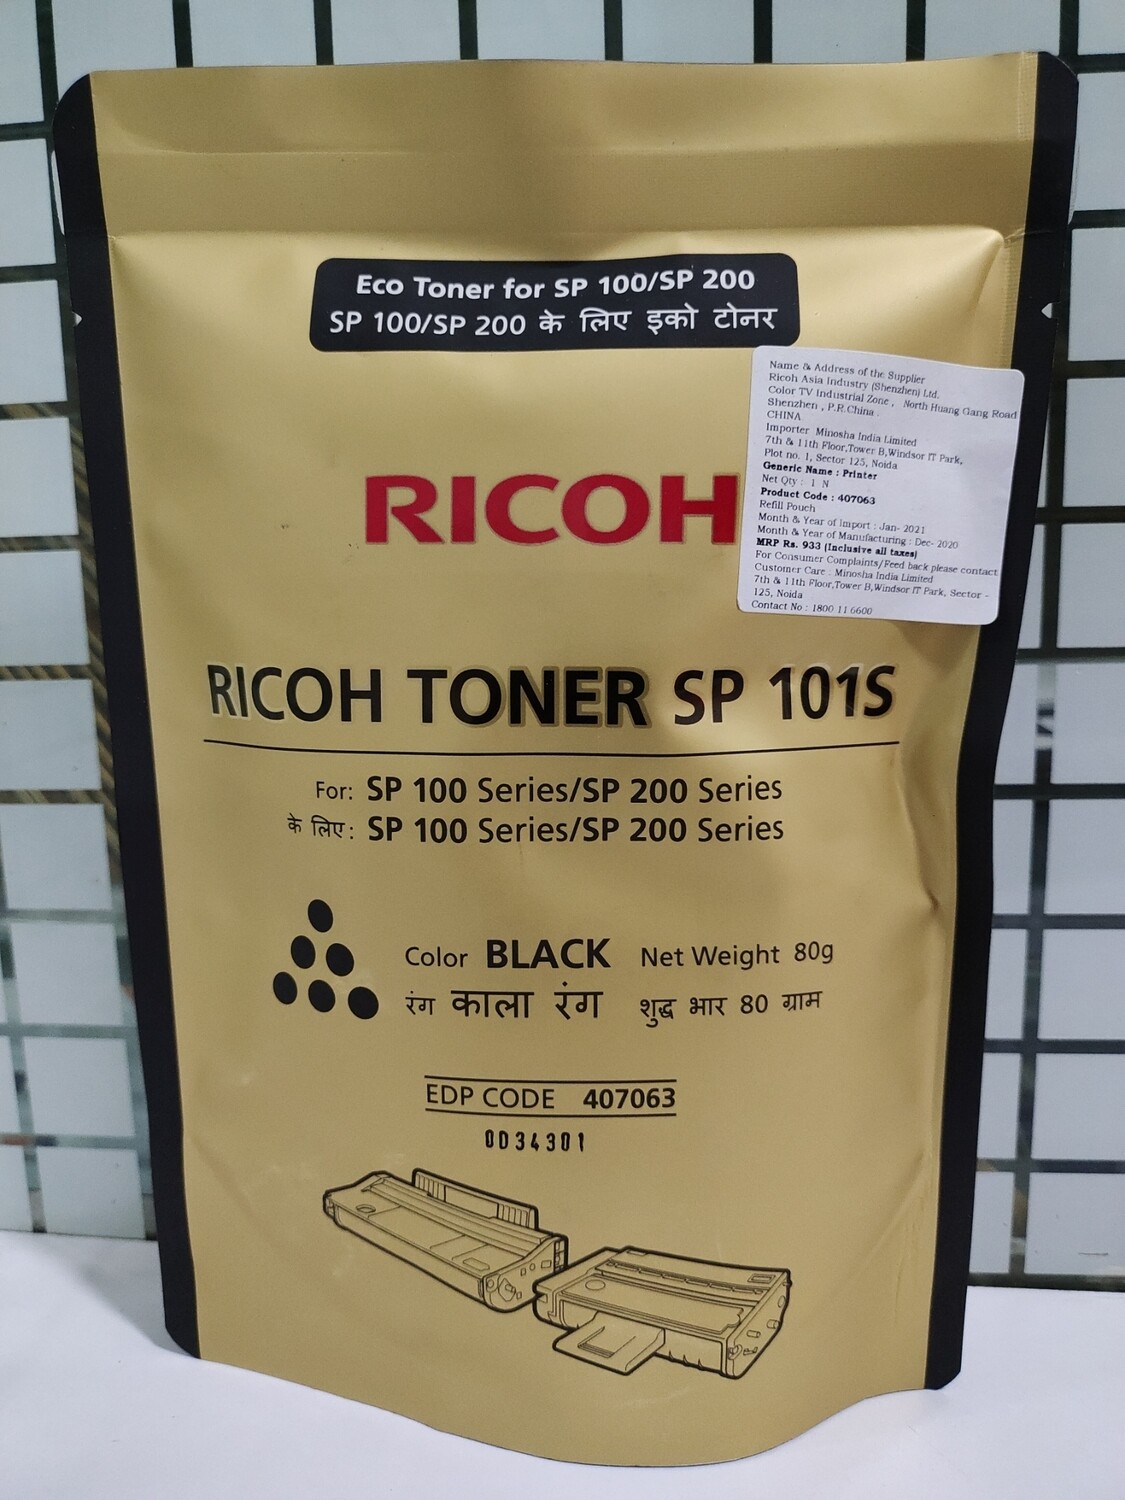 Eco Toner for SP 100/SP 200
SP 100/SP 200 के लिए इको टोनर
Name & Address of the Supplier
Ricoh Asia Industry (Shenzhen) Ltd.
Color TV Industrial Zone , North Huang Gang Road
Shenzhen , P.R.China .
CHINA
Importer Minosha India Limited
7th & 11th Floor,Tower B,Windsor IT Park,
Plot no. 1, Sector 125, Noida
Generic Name : Printer
Net Qty : 1 N
Product Code : 407063
Refill Pouch
Month & Year of Import : Jan- 2021
Month & Year of Manufacturing : Dec- 2020
MRP Rs. 933 (Inclusive all taxes)
For Consumer Complaints/Feed back please contact
Customer Care : Minosha India Limited
7th & 11th Floor,Tower B,Windsor IT Park, Sector -
125, Noida
Contact No : 1800 11 6600
RICOH
RICOH TONER SP 101S
For: SP 100 Series/SP 200 Series
के लिए: SP 100 Series/SP 200 Series
Color BLACK Net Weight 80g
रंग काला रंग शुद्ध भार 80 ग्राम
EDP CODE 407063
0D34301